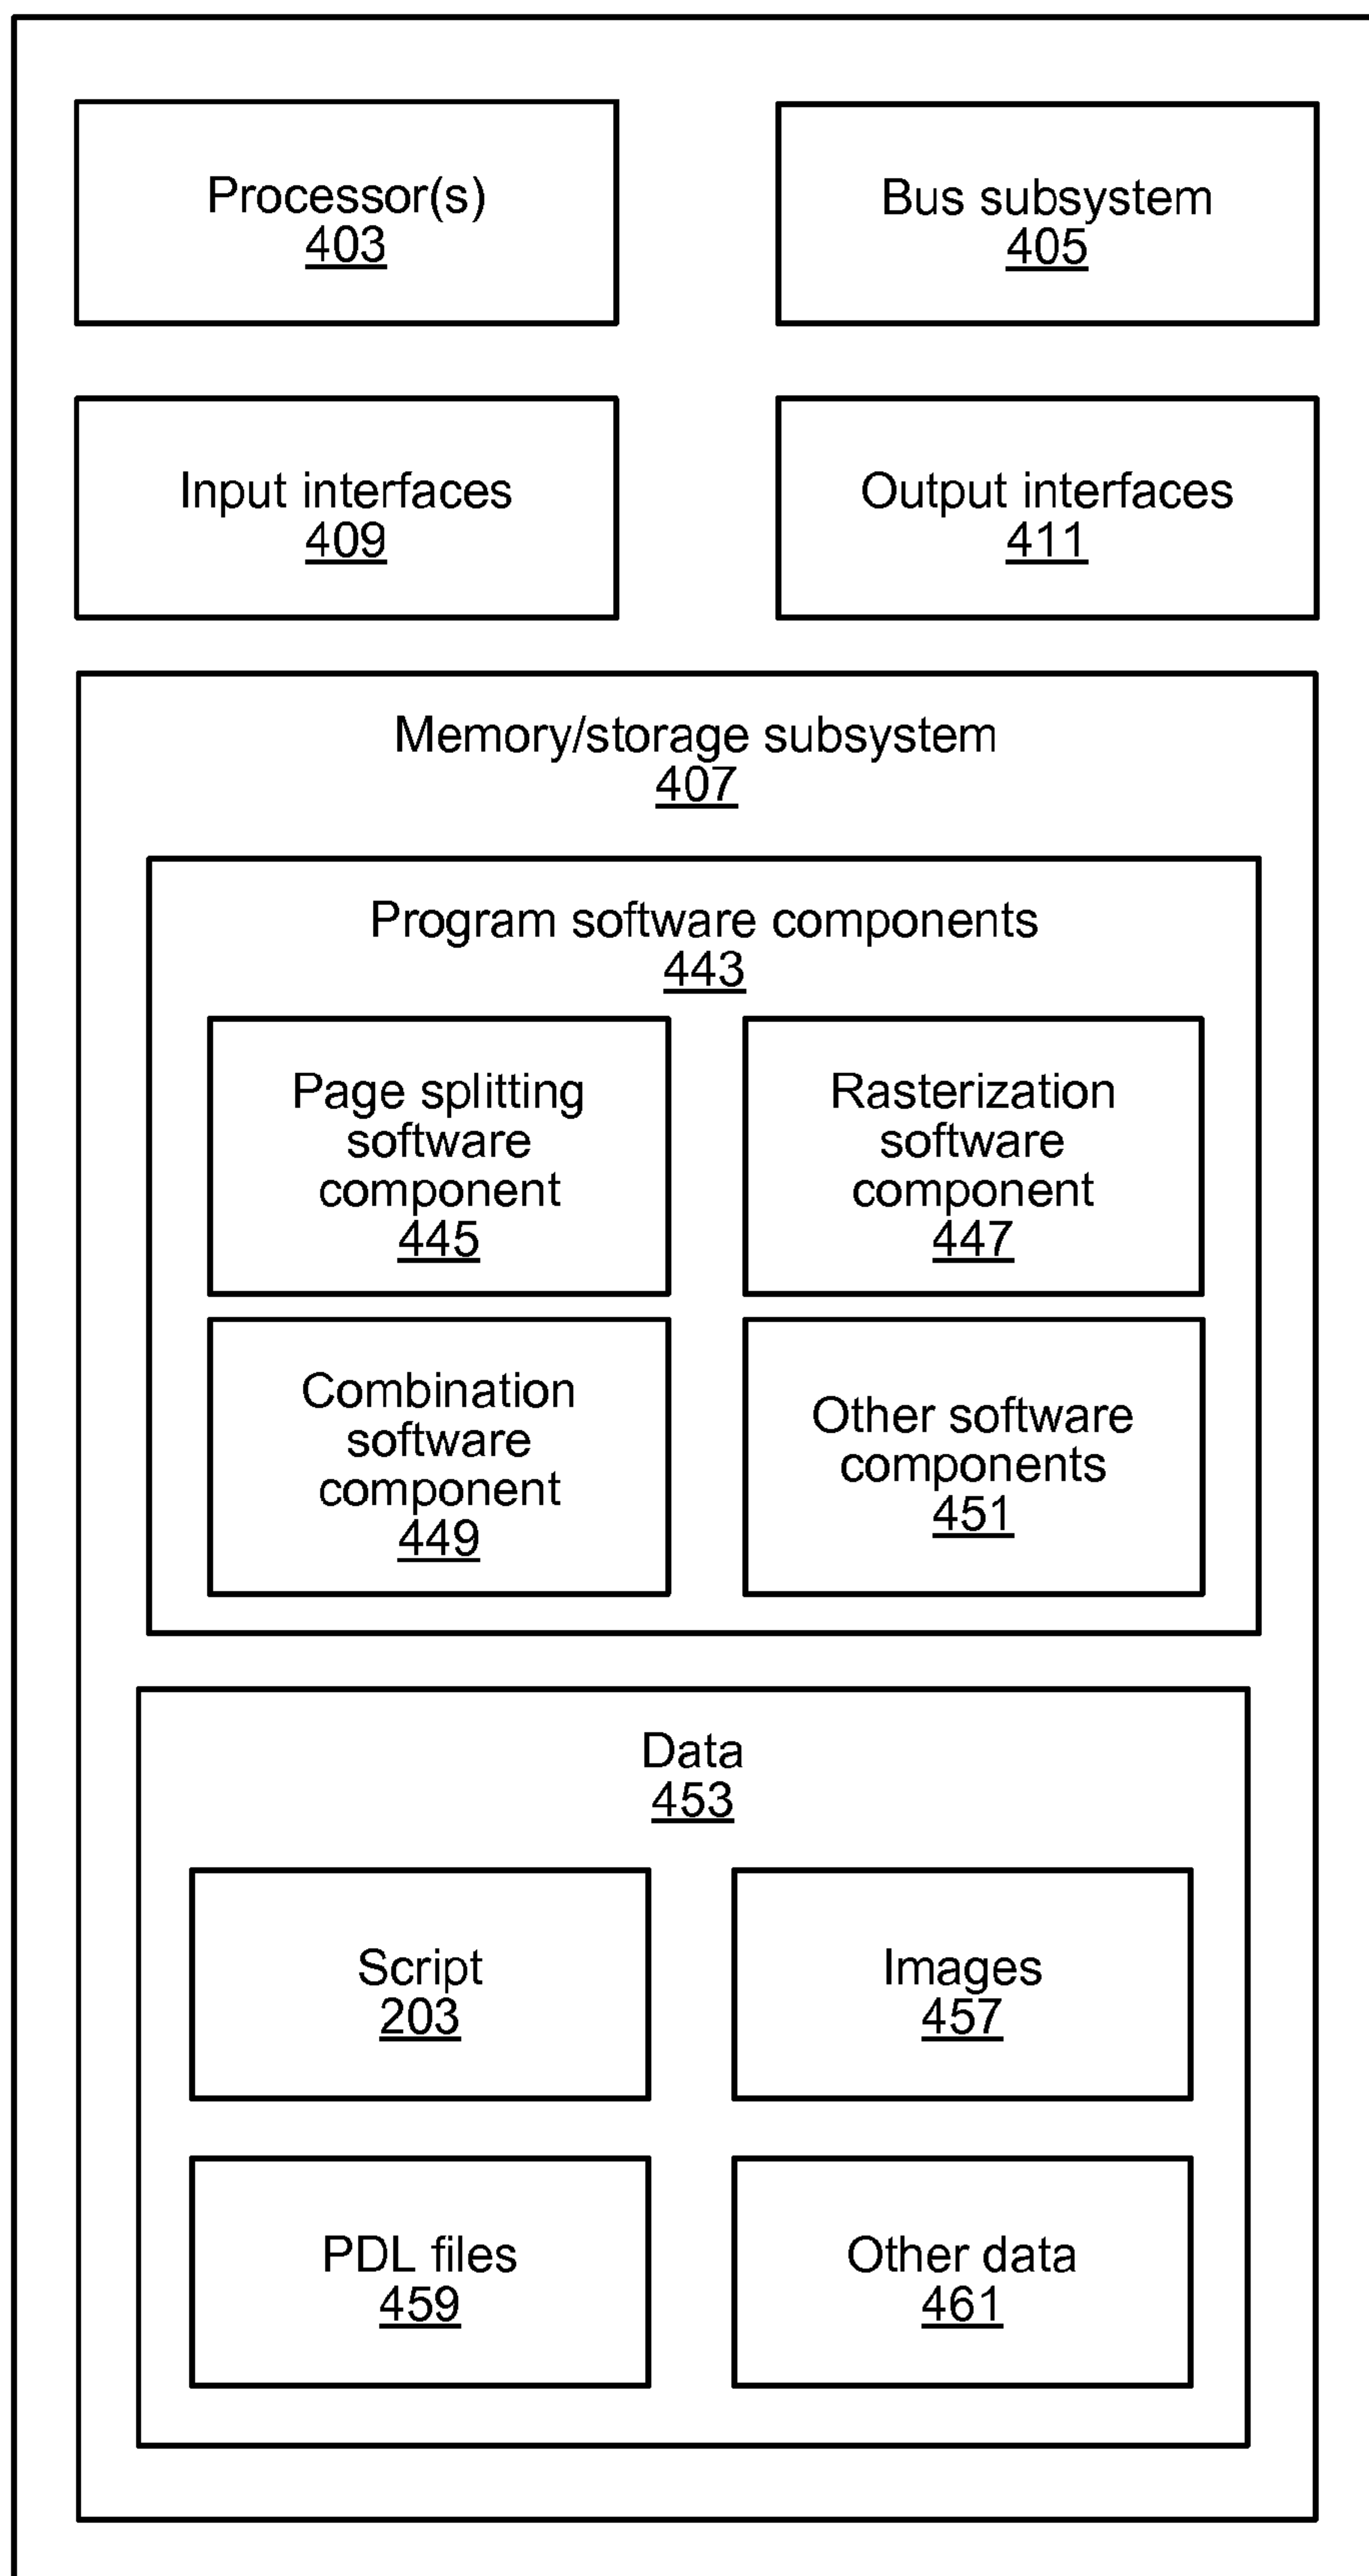 Processor(s)
403
Bus subsystem
405
Input interfaces
409
Output interfaces
411
Memory/storage subsystem
407
Program software components
443
Page splitting
software
component
445
Rasterization
software
component
447
Combination
software
component
449
Other software
components
451
Data
453
Script
203
Images
457
PDL files
459
Other data
461